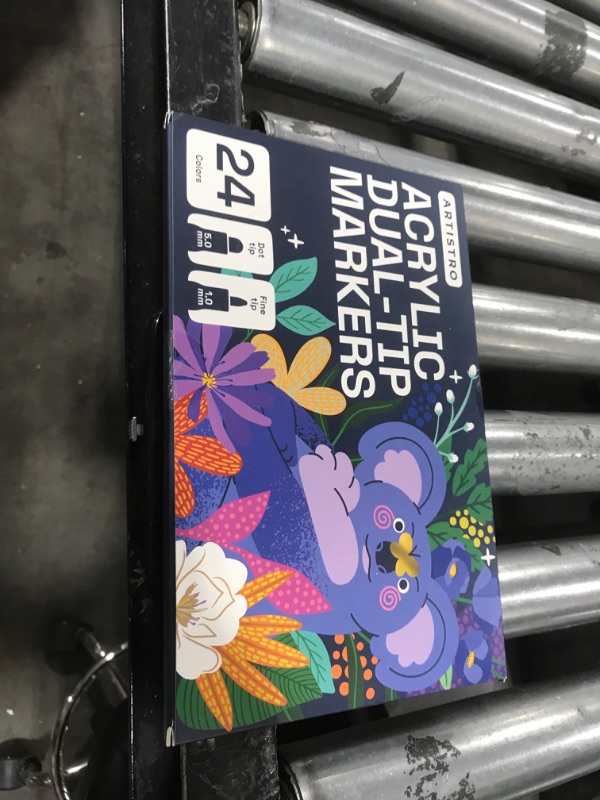 ARTISTRO
ACRYLIC
DUAL-TIP
MARKERS
24
Colors
Dot
tip
5.0
mm
Fine
tip
1.0
mm